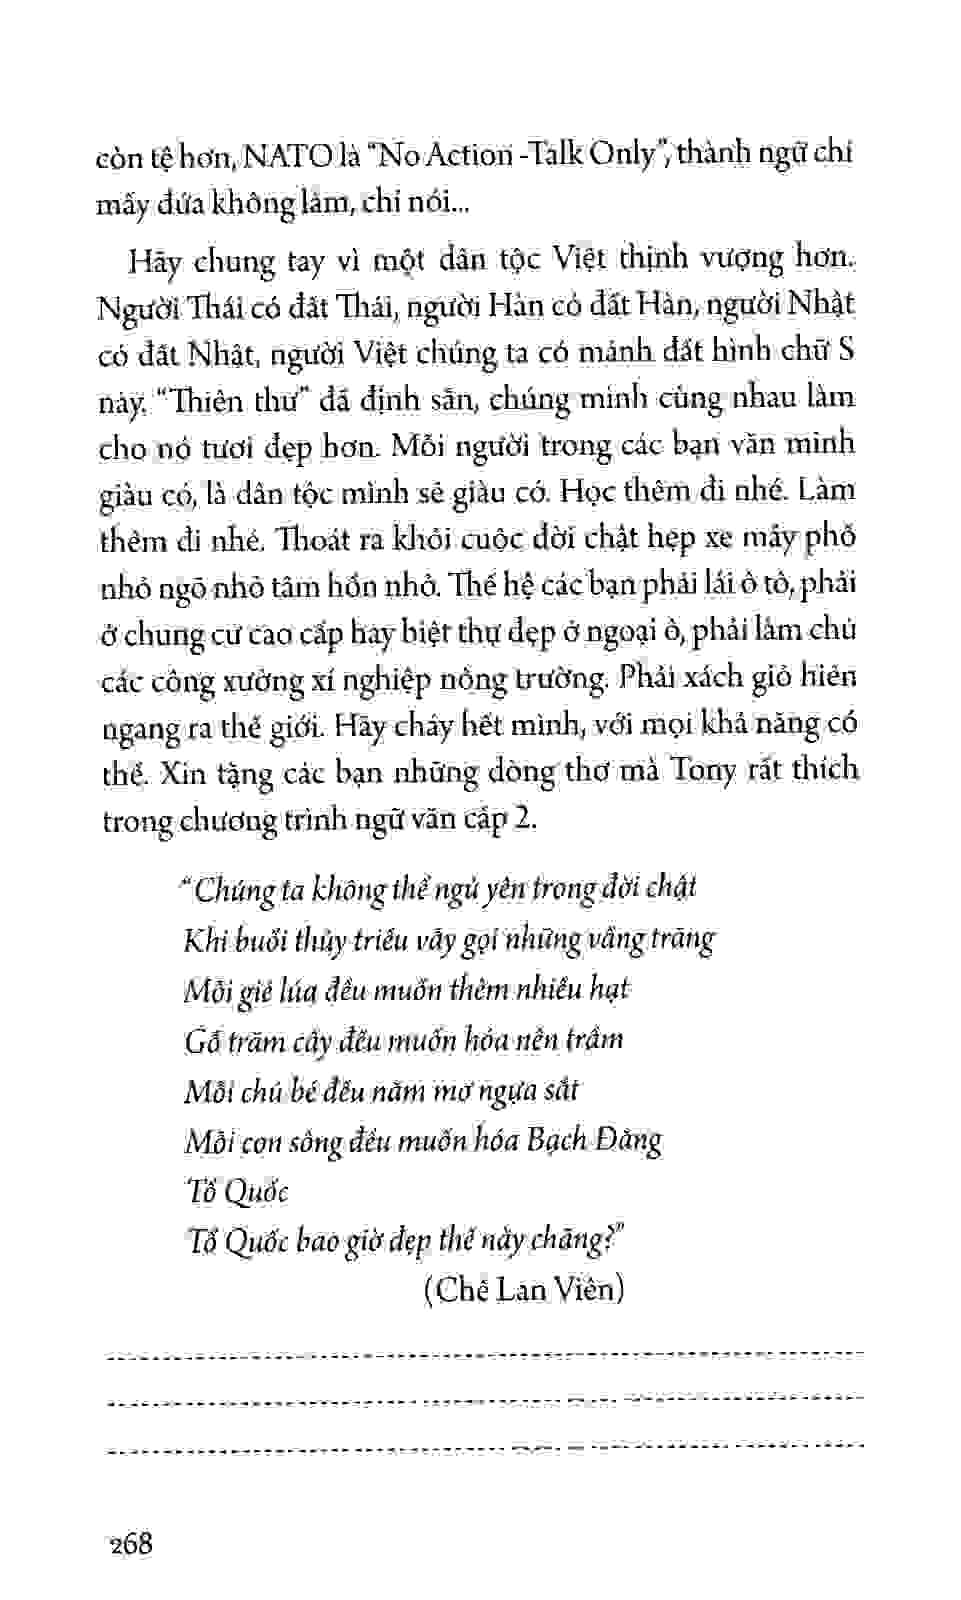 còn tệ hơn, NATO là “No Action -Talk Only”, thành ngữ chỉ
mấy đứa không làm, chỉ nói...
Hãy chung tay vì một dân tộc Việt thịnh vượng hơn.
Người Thái có đất Thái, người Hàn có đất Hàn, người Nhật
có đất Nhật, người Việt chúng ta có mảnh đất hình chữ S
này. “Thiên thư” đã định sẵn, chúng mình cùng nhau làm
cho nó tươi đẹp hơn. Mỗi người trong các bạn văn minh
giàu có, là dân tộc mình sẽ giàu có. Học thêm đi nhé. Làm
thêm đi nhé. Thoát ra khỏi cuộc đời chật hẹp xe máy phố
nhỏ ngõ nhỏ tâm hồn nhỏ. Thế hệ các bạn phải lái ô tô, phải
ở chung cư cao cấp hay biệt thự đẹp ở ngoại ô, phải làm chủ
các công xưởng xí nghiệp nông trường. Phải xách giỏ hiên
ngang ra thế giới. Hãy cháy hết mình, với mọi khả năng có
thể. Xin tặng các bạn những dòng thơ mà Tony rất thích
trong chương trình ngữ văn cấp 2.
“Chúng ta không thể ngủ yên trong đời chật
Khi buổi thủy triều vẫy gọi những vầng trăng
Mỗi gié lúa đều muốn thêm nhiều hạt
Gỗ trăm cây đều muốn hóa nên trầm
Mỗi chú bé đều nằm mơ ngựa sắt
Mỗi con sông đều muốn hóa Bạch Đằng
Tổ Quốc
Tổ Quốc bao giờ đẹp thế này chăng?”
(Chế Lan Viên)
268